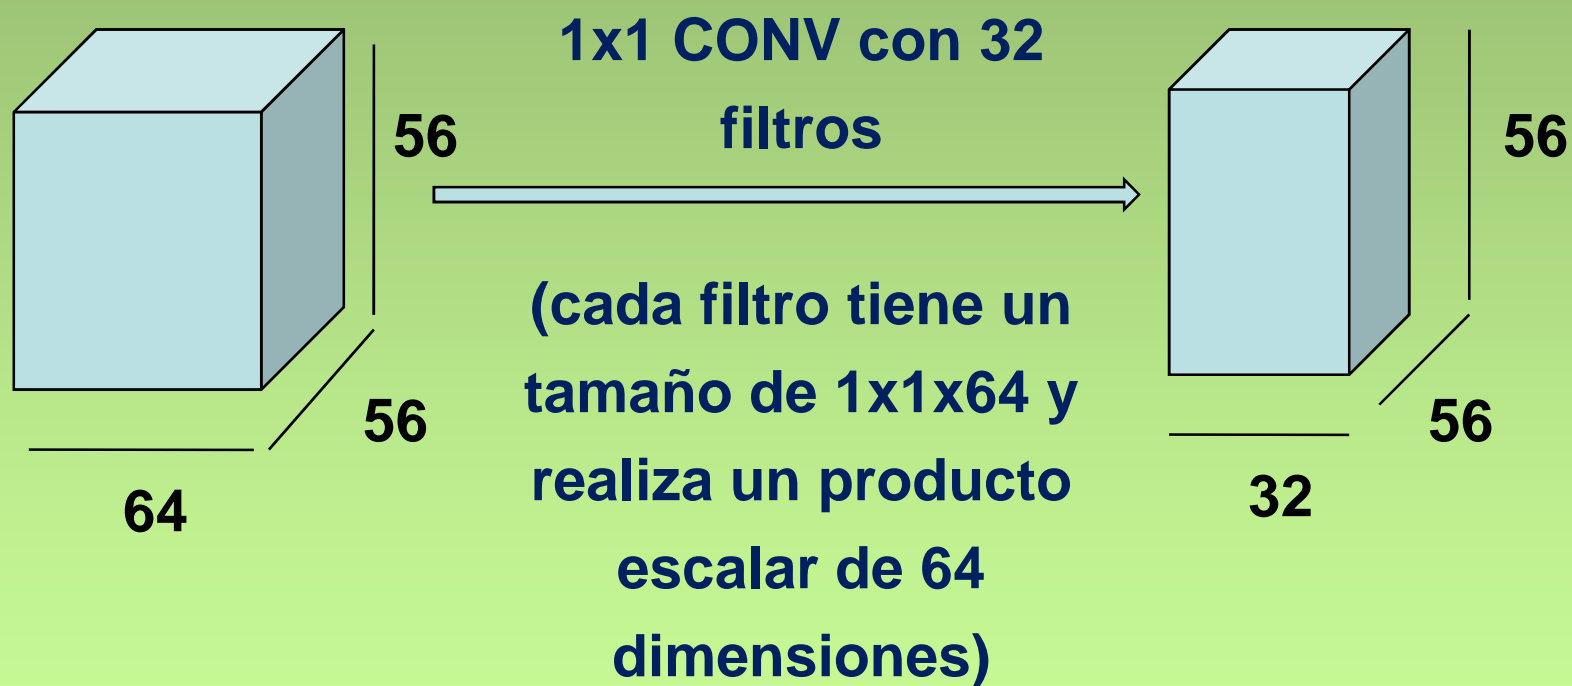 1x1 CONV con 32
filtros
56
56
64
(cada filtro tiene un
tamaño de 1x1x64 y
realiza un producto
escalar de 64
dimensiones)
56
56
32